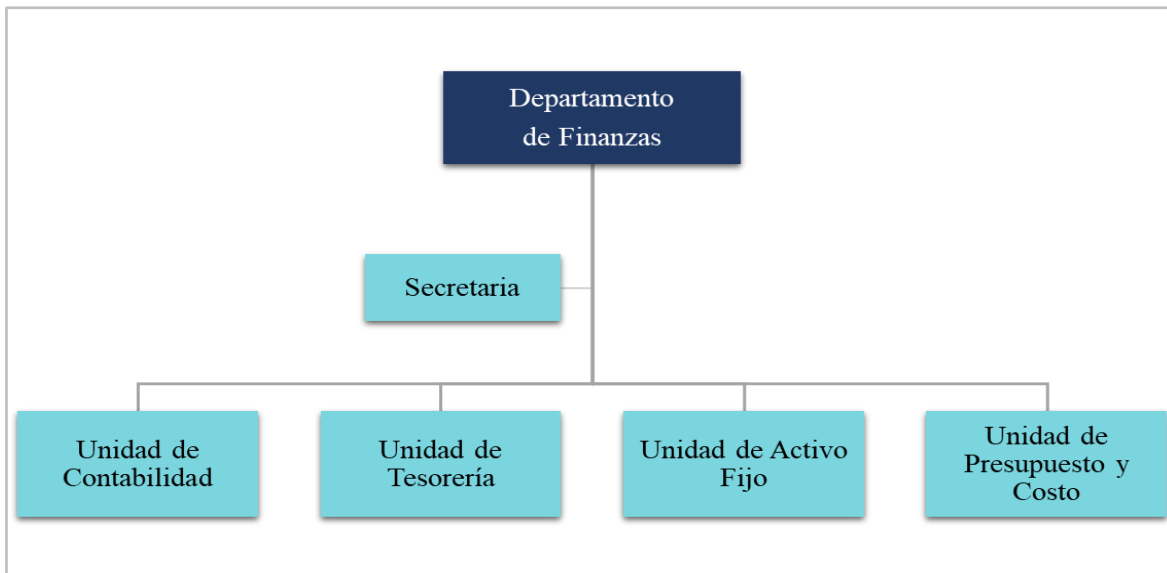 Departamento
de Finanzas
Secretaria
Unidad de
Contabilidad
Unidad de
Tesorería
Unidad de Activo
Fijo
Unidad de
Presupuesto y
Costo